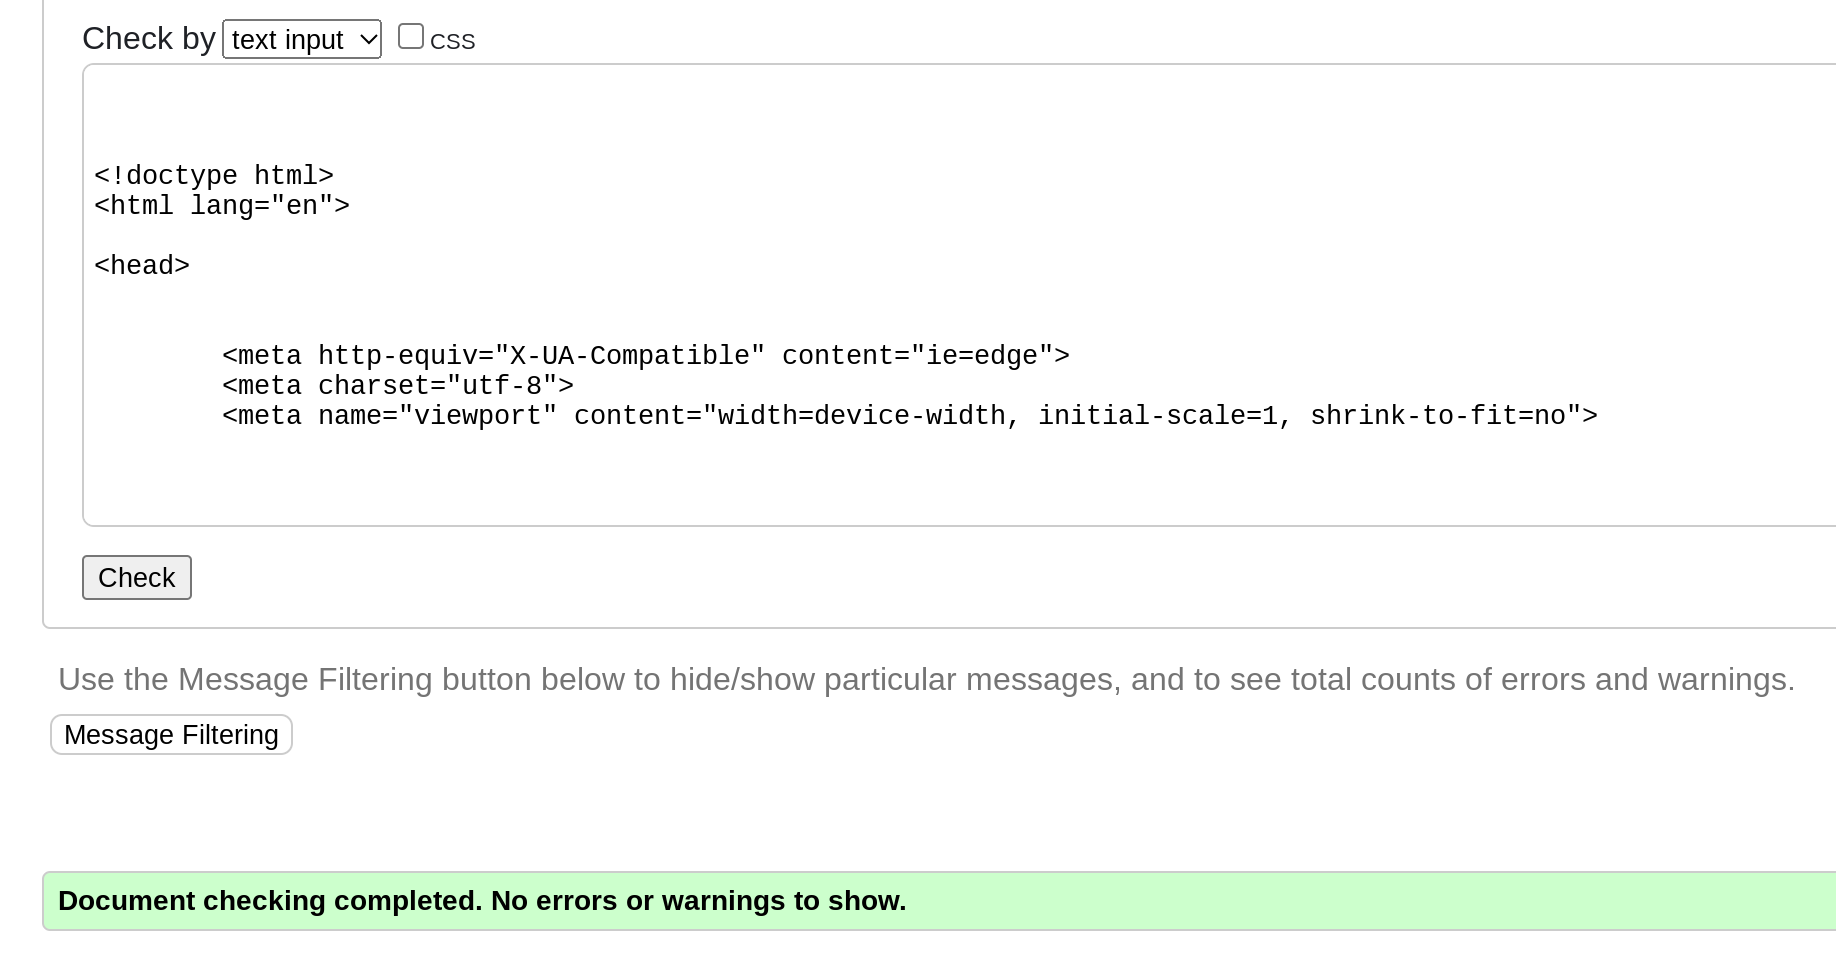 Check by text input CSS
<!doctype html>
<html lang="en">
<head>
<meta http-equiv="X-UA-Compatible" content="ie=edge">
<meta charset="utf-8">
<meta name="viewport" content="width=device-width, initial-scale=1, shrink-to-fit=no">
Check
Use the Message Filtering button below to hide/show particular messages, and to see total counts of errors and warnings.
Message Filtering
Document checking completed. No errors or warnings to show.